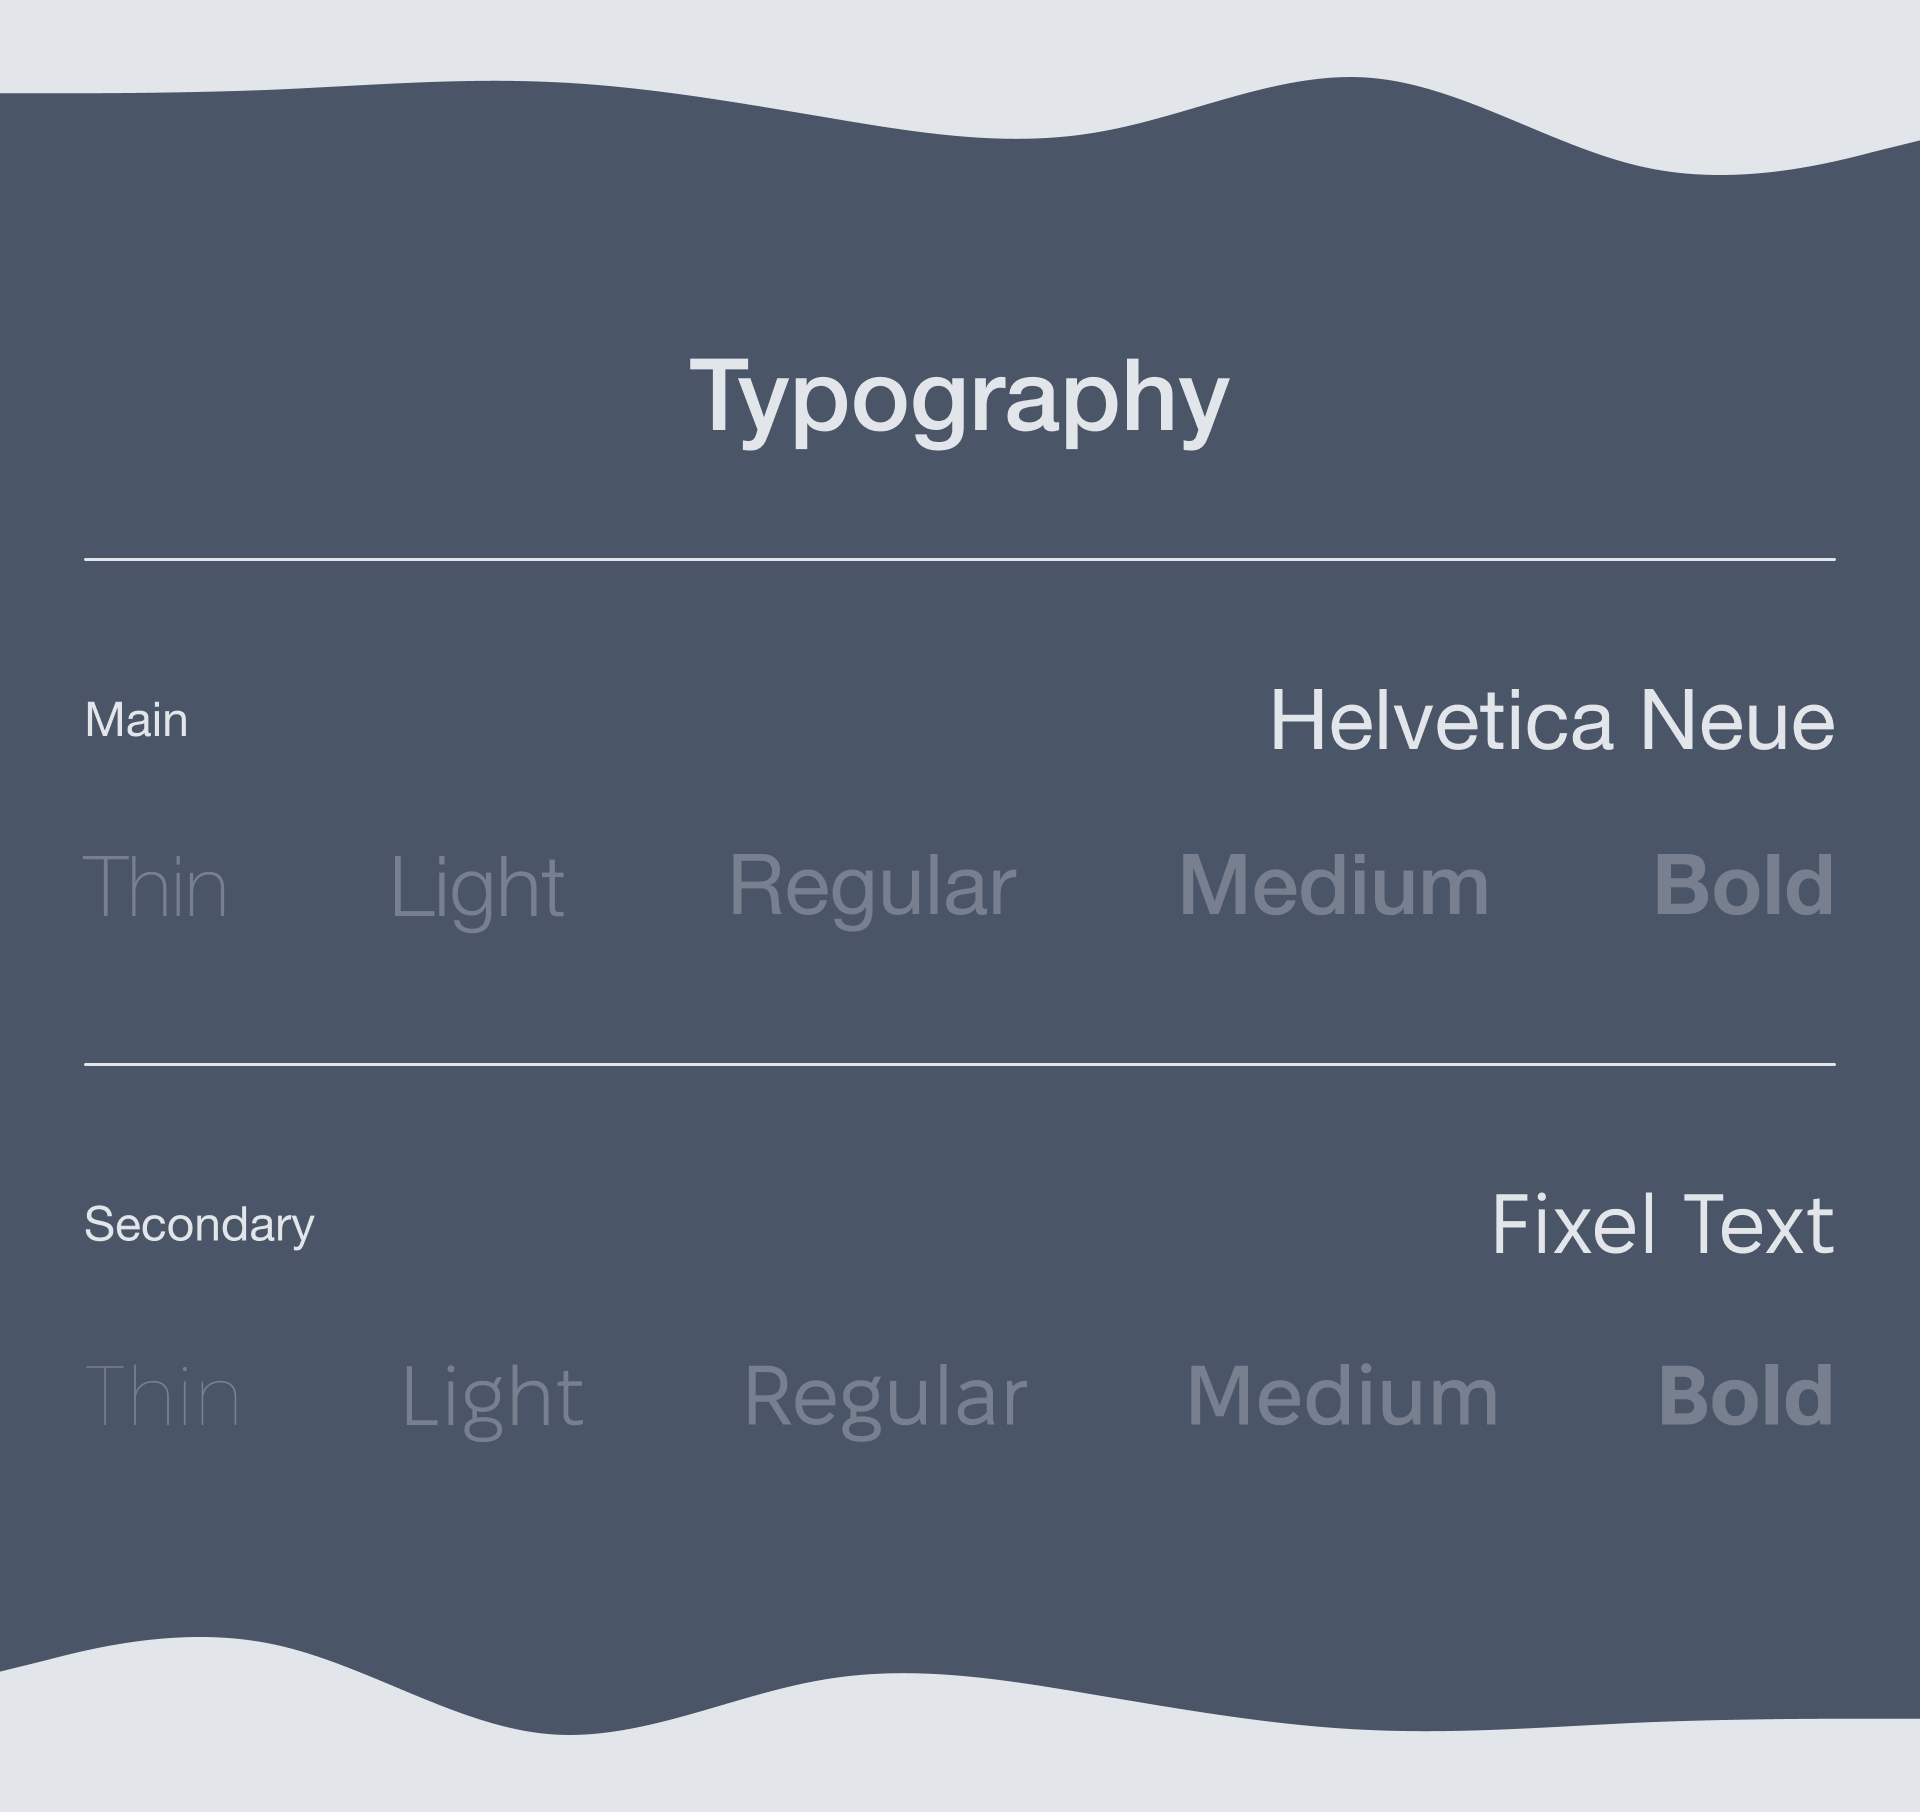 Typography
Main
Helvetica Neue
Thin Light Regular Medium Bold
Secondary
Fixel Text
Thin Light Regular Medium Bold